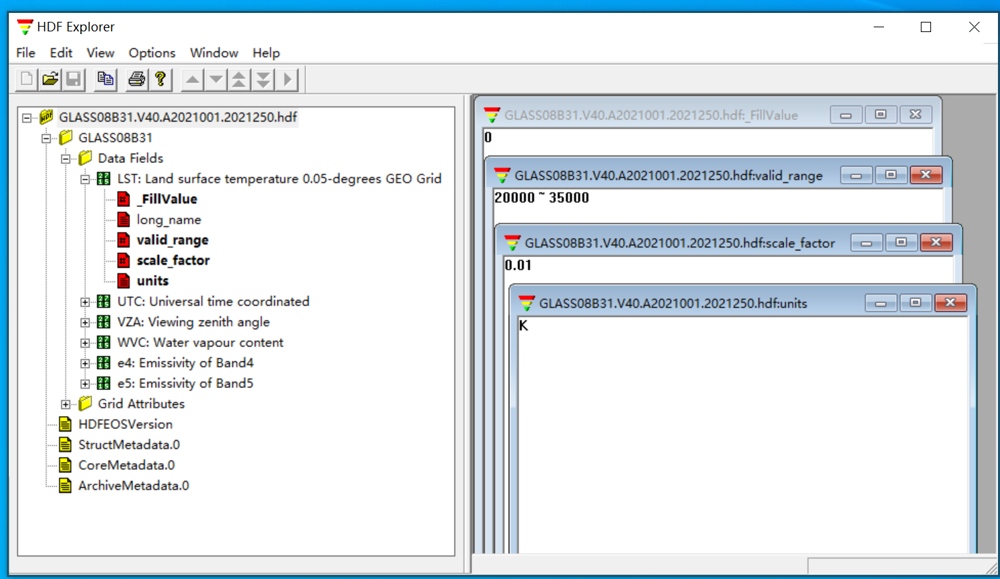 HDF Explorer
File Edit View Options Window Help
GLASS08B31.V40.A2021001.2021250.hdf
GLASS08B31
Data Fields
LST: Land surface temperature 0.05-degrees GEO Grid
_FillValue
long_name
valid_range
scale_factor
units
UTC: Universal time coordinated
VZA: Viewing zenith angle
WVC: Water vapour content
e4: Emissivity of Band4
e5: Emissivity of Band5
Grid Attributes
HDFEOSVersion
StructMetadata.0
CoreMetadata.0
ArchiveMetadata.0
GLASS08B31.V40.A2021001.2021250.hdf:_FillValue
0
GLASS08B31.V40.A2021001.2021250.hdf:valid_range
20000 ~ 35000
GLASS08B31.V40.A2021001.2021250.hdf:scale_factor
0.01
GLASS08B31.V40.A2021001.2021250.hdf:units
K